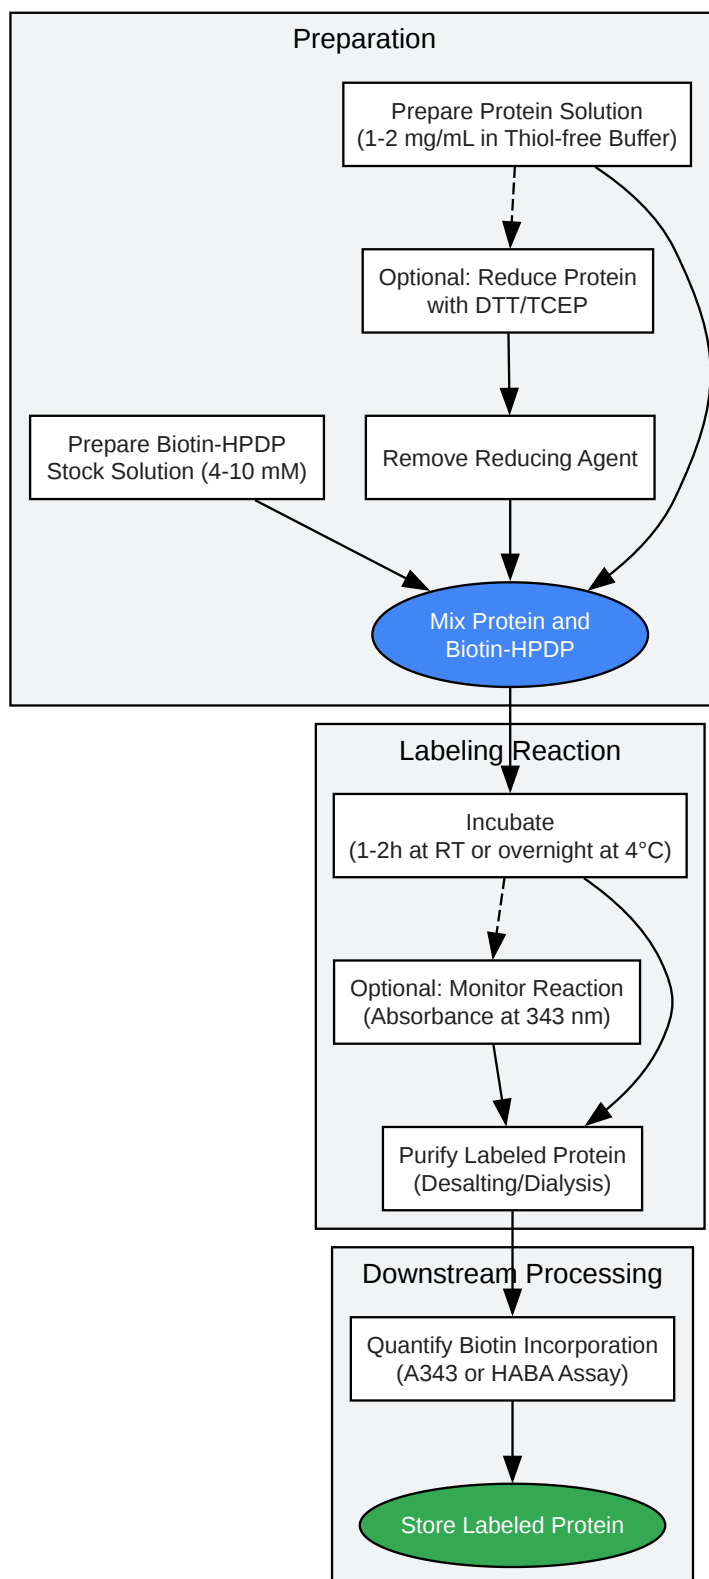 Preparation
Prepare Protein Solution
(1-2 mg/mL in Thiol-free Buffer)
Optional: Reduce Protein
with DTT/TCEP
Prepare Biotin-HPDP
Stock Solution (4-10 mM)
Remove Reducing Agent
Mix Protein and
Biotin-HPDP
Labeling Reaction
Incubate
(1-2h at RT or overnight at 4°C)
Optional: Monitor Reaction
(Absorbance at 343 nm)
Purify Labeled Protein
(Desalting/Dialysis)
Downstream Processing
Quantify Biotin Incorporation
(A343 or HABA Assay)
Store Labeled Protein